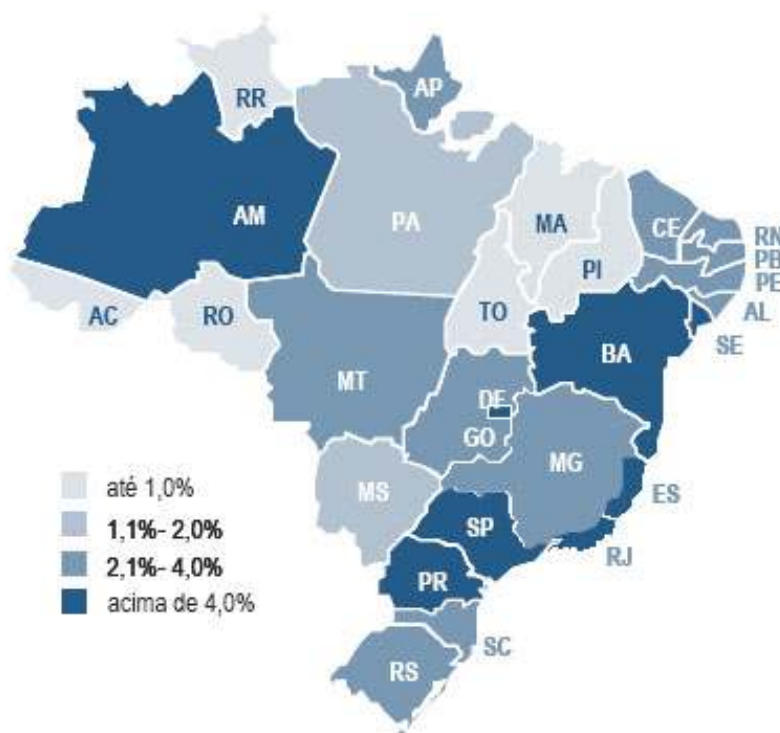 AP
RR
AM
PA
MA
CE
RN
PB
PE
AL
SE
PI
TO
AC
RO
BA
MT
DF
GO
MG
ES
RJ
MS
SP
PR
SC
RS
até 1,0%
1,1%- 2,0%
2,1%- 4,0%
acima de 4,0%